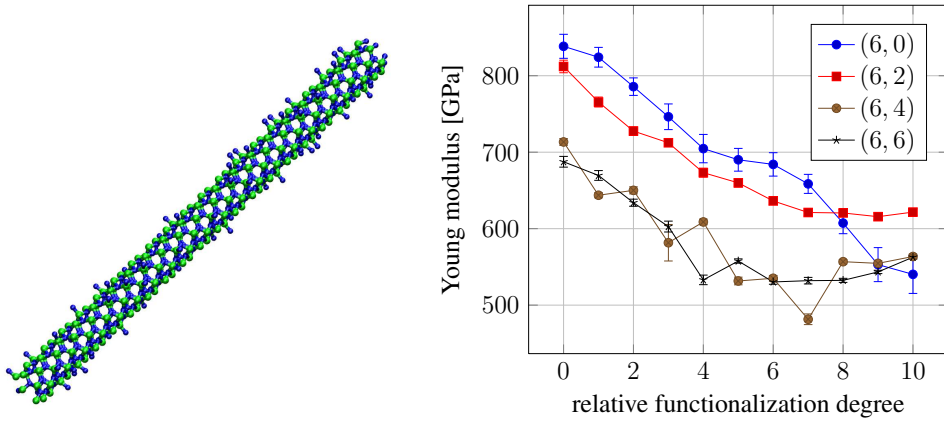 (6, 0)
(6, 2)
(6, 4)
(6, 6)
800
700
600
500
Young modulus [GPa]
0 2 4 6 8 10
relative functionalization degree